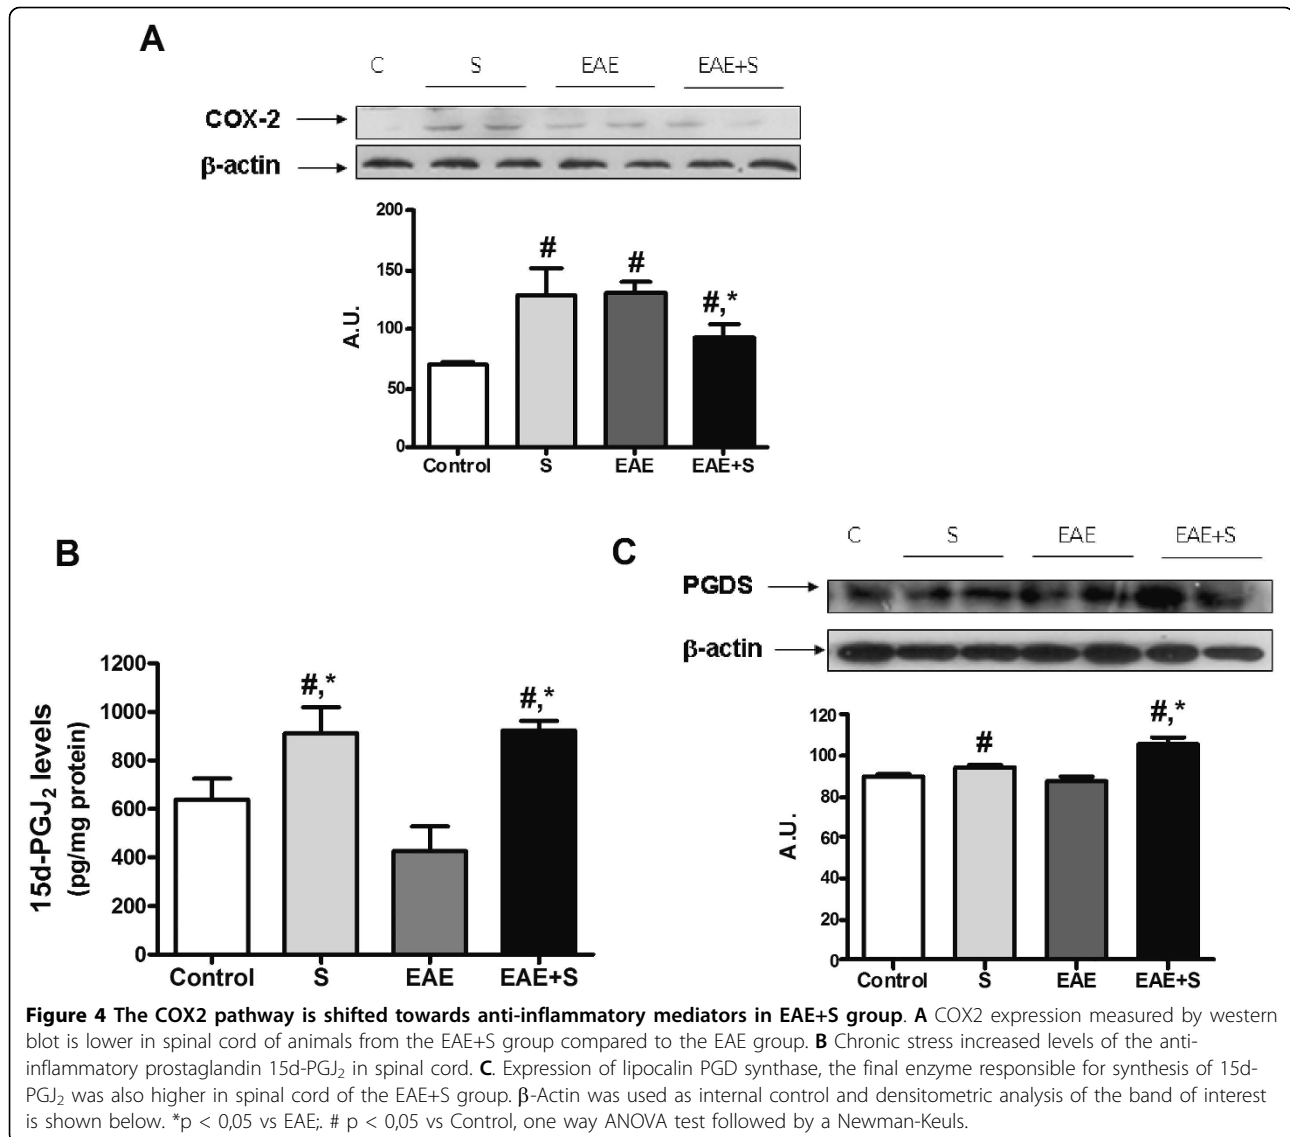 A
C S EAE EAE+S
COX-2
β-actin
200
150
100
50
0
A.U.
# # #,*
Control S EAE EAE+S
B
15d-PGJ₂ levels
(pg/mg protein)
1200
1000
800
600
400
200
0
#,* #,*
Control S EAE EAE+S
C
C S EAE EAE+S
PGDS
β-actin
120
100
80
60
40
20
0
A.U.
# #,*
Control S EAE EAE+S
Figure 4 The COX2 pathway is shifted towards anti-inflammatory mediators in EAE+S group. A COX2 expression measured by western
blot is lower in spinal cord of animals from the EAE+S group compared to the EAE group. B Chronic stress increased levels of the anti-
inflammatory prostaglandin 15d-PGJ₂ in spinal cord. C. Expression of lipocalin PGD synthase, the final enzyme responsible for synthesis of 15d-
PGJ₂ was also higher in spinal cord of the EAE+S group. β-Actin was used as internal control and densitometric analysis of the band of interest
is shown below. *p < 0,05 vs EAE;. # p < 0,05 vs Control, one way ANOVA test followed by a Newman-Keuls.